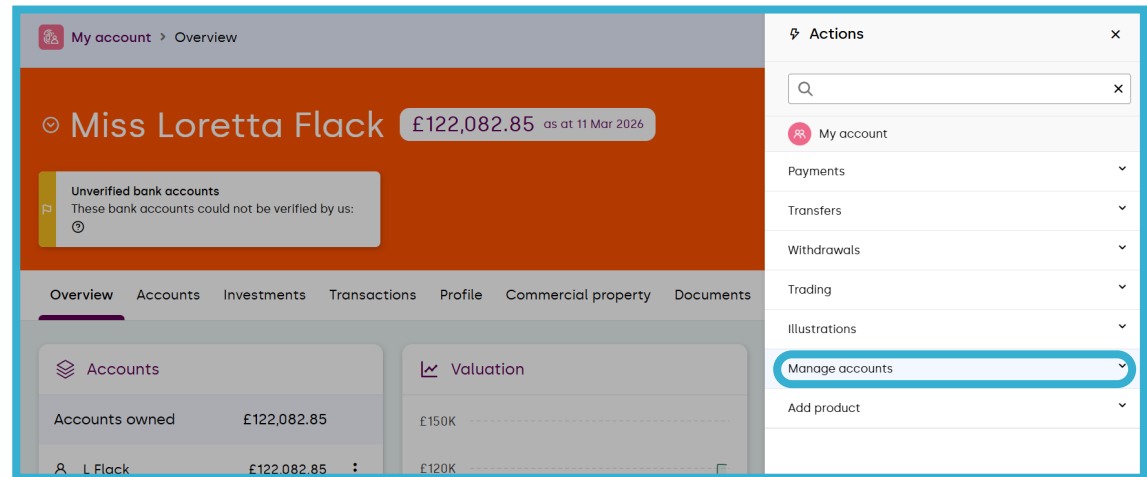 My account > Overview
Miss Loretta Flack £122,082.85 as at 11 Mar 2026
Unverified bank accounts
These bank accounts could not be verified by us:
Overview Accounts Investments Transactions Profile Commercial property Documents
Accounts
Accounts owned £122,082.85
L Flack £122,082.85
Valuation
£150K
£120K
Actions
My account
Payments
Transfers
Withdrawals
Trading
Illustrations
Manage accounts
Add product